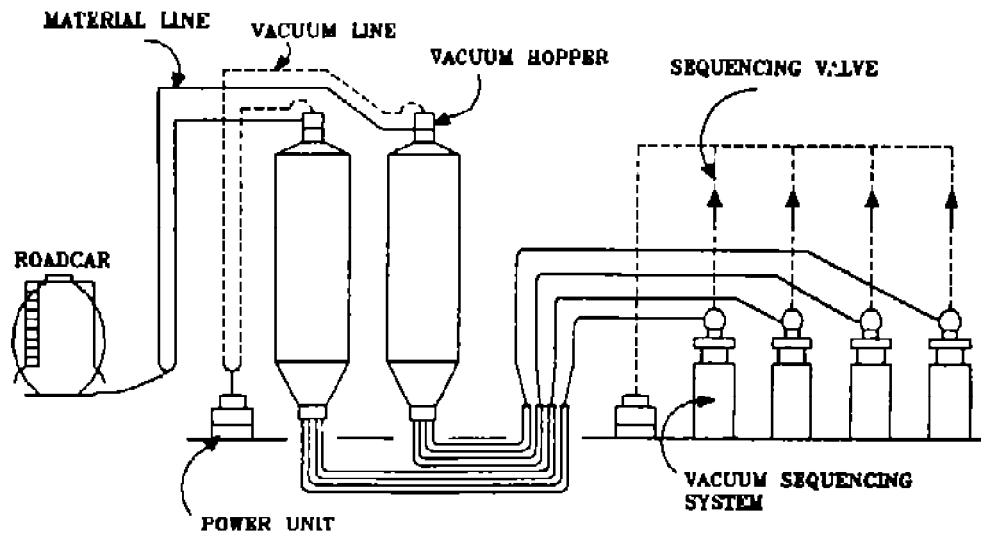 MATERIAL LINE
VACUUM LINE
VACUUM HOPPER
SEQUENCING VALVE
ROADCAR
POWER UNIT
VACUUM SEQUENCING
SYSTEM